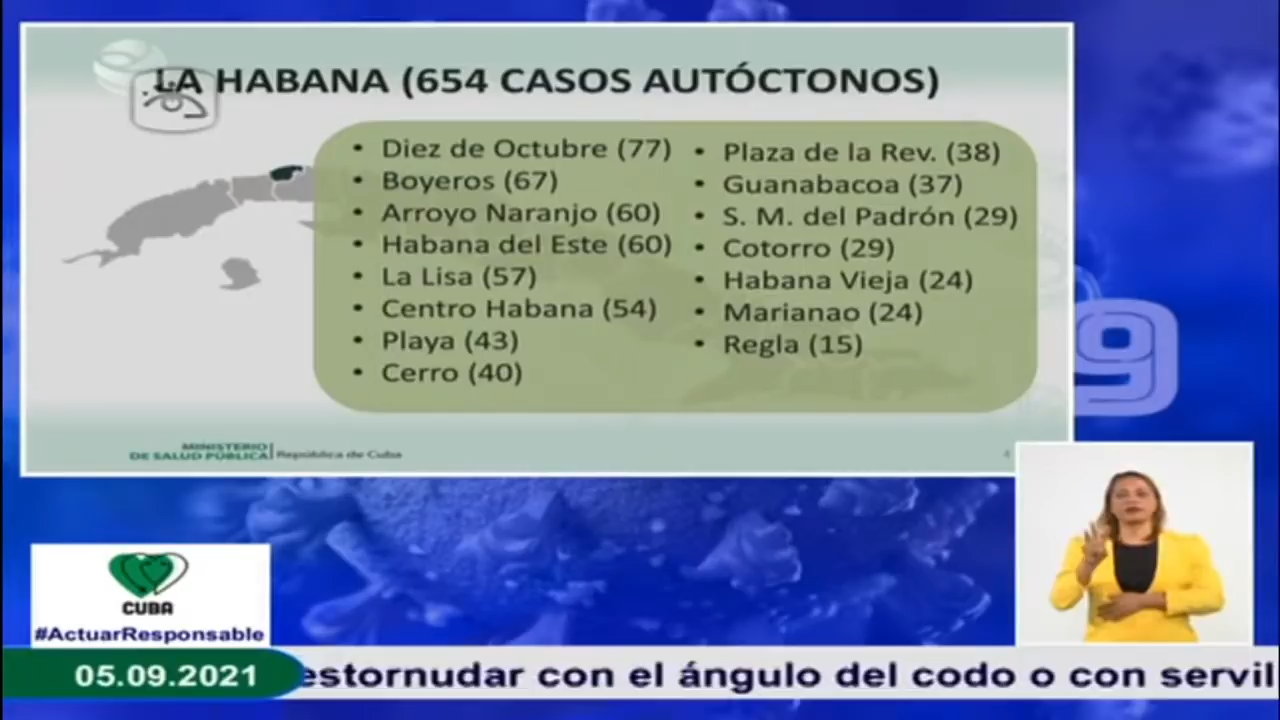 LA HABANA (654 CASOS AUTÓCTONOS)
• Diez de Octubre (77)
• Boyeros (67)
• Arroyo Naranjo (60)
• Habana del Este (60)
• La Lisa (57)
• Centro Habana (54)
• Playa (43)
• Cerro (40)
• Plaza de la Rev. (38)
• Guanabacoa (37)
• S. M. del Padrón (29)
• Cotorro (29)
• Habana Vieja (24)
• Marianao (24)
• Regla (15)
MINISTERIO
DE SALUD PÚBLICA
República de Cuba
4
9
CUBA
#ActuarResponsable
05.09.2021
estornudar con el ángulo del codo o con servil